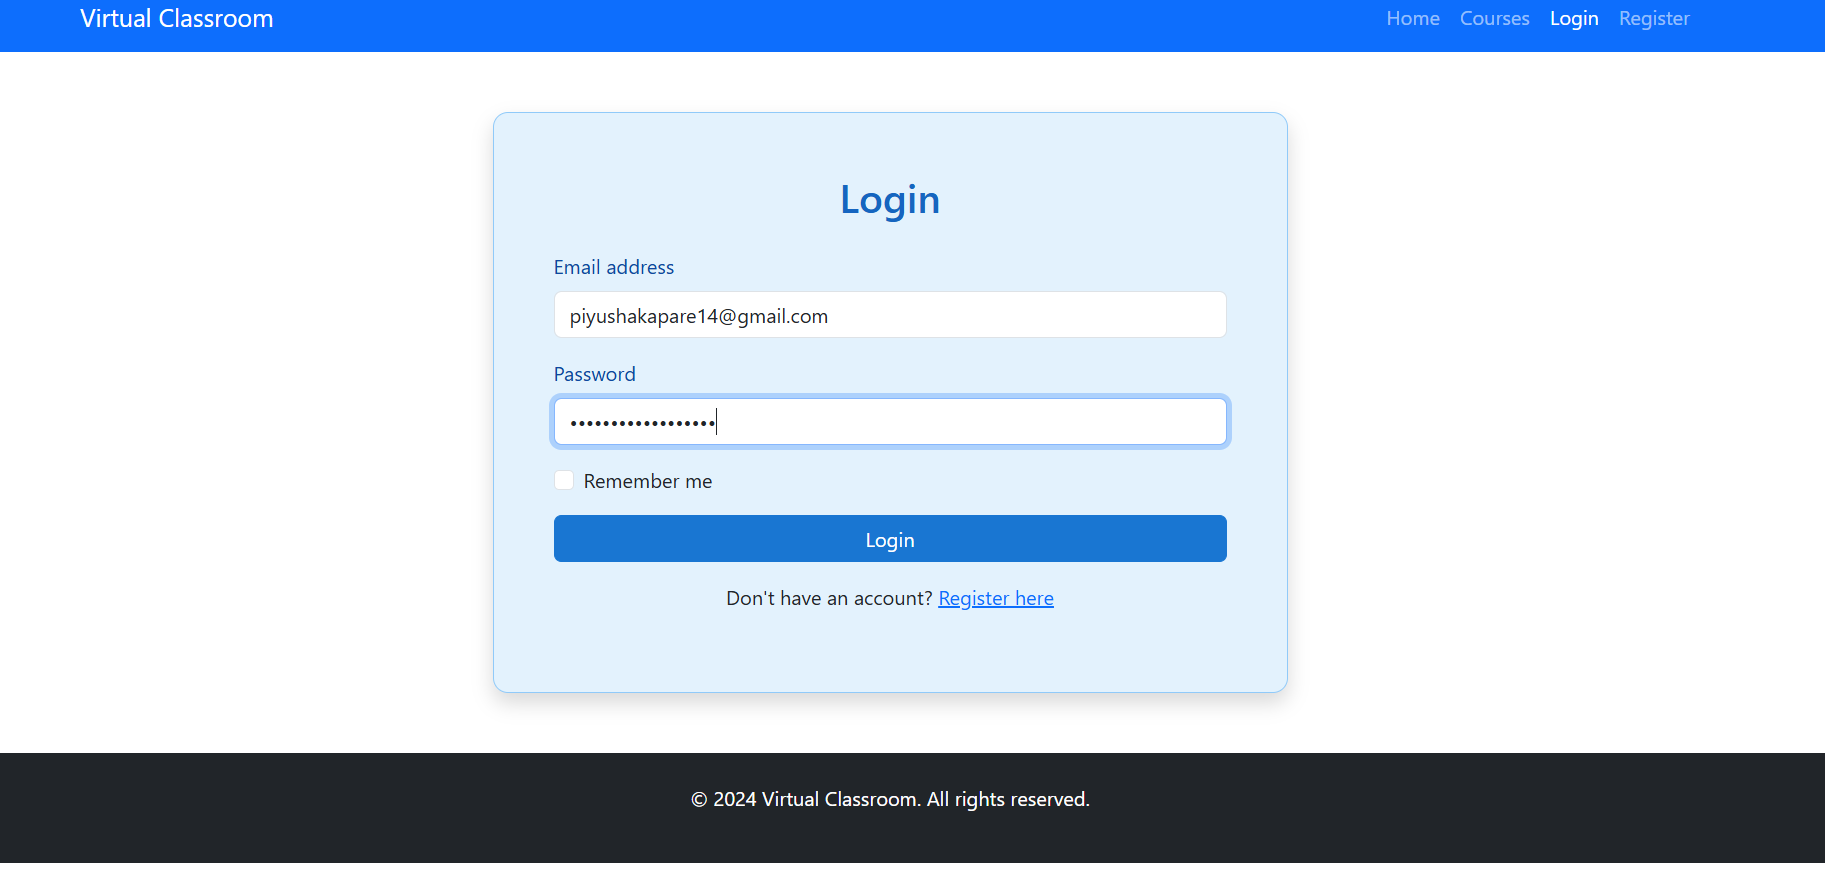 Virtual Classroom
Home Courses Login Register
Login
Email address
piyushakapare14@gmail.com
Password
••••••••••••••••••
Remember me
Login
Don't have an account? Register here
© 2024 Virtual Classroom. All rights reserved.